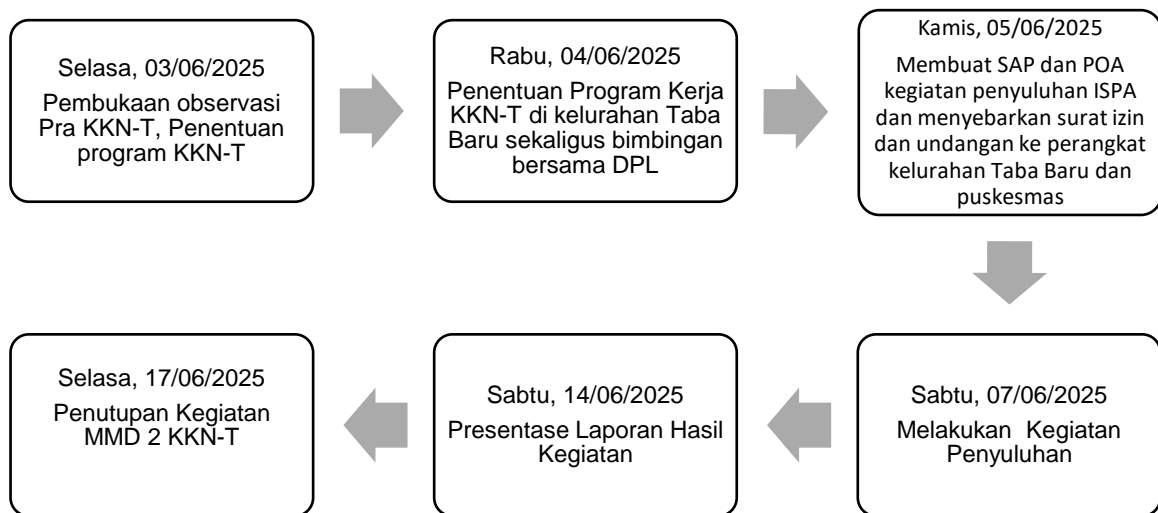 Selasa, 03/06/2025
Pembukaan observasi
Pra KKN-T, Penentuan
program KKN-T
Rabu, 04/06/2025
Penentuan Program Kerja
KKN-T di kelurahan Taba
Baru sekaligus bimbingan
bersama DPL
Kamis, 05/06/2025
Membuat SAP dan POA
kegiatan penyuluhan ISPA
dan menyebarkan surat izin
dan undangan ke perangkat
kelurahan Taba Baru dan
puskesmas
Sabtu, 07/06/2025
Melakukan Kegiatan
Penyuluhan
Sabtu, 14/06/2025
Presentase Laporan Hasil
Kegiatan
Selasa, 17/06/2025
Penutupan Kegiatan
MMD 2 KKN-T